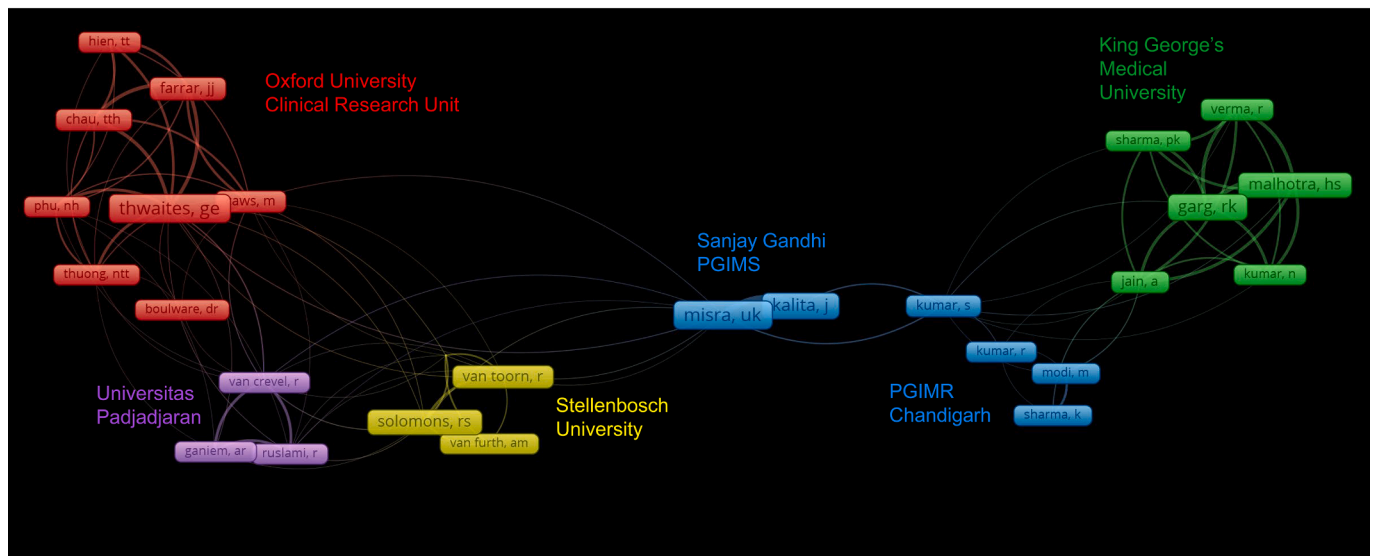 hien, tt
farrar, jj
chau, tth
phu, nh
thwaites, ge
aws, m
thuong, ntt
boulware, dr
Oxford University
Clinical Research Unit
van crevel, r
ganiem, ar
ruslami, r
Universitas
Padjadjaran
van toorn, r
solomons, rs
van furth, am
Stellenbosch
University
Sanjay Gandhi
PGIMS
misra, uk
kalita, j
kumar, s
kumar, r
modi, m
sharma, k
PGIMR
Chandigarh
King George's
Medical
University
verma, r
sharma, pk
malhotra, hs
garg, rk
kumar, n
jain, a